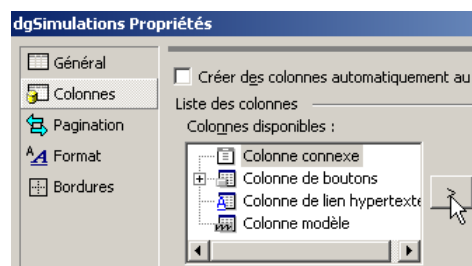 dgSimulations Propriétés
Général
Colonnes
Pagination
Format
Bordures
Créer des colonnes automatiquement au
Liste des colonnes
Colonnes disponibles :
Colonne connexe
Colonne de boutons
Colonne de lien hypertexte
Colonne modèle
>